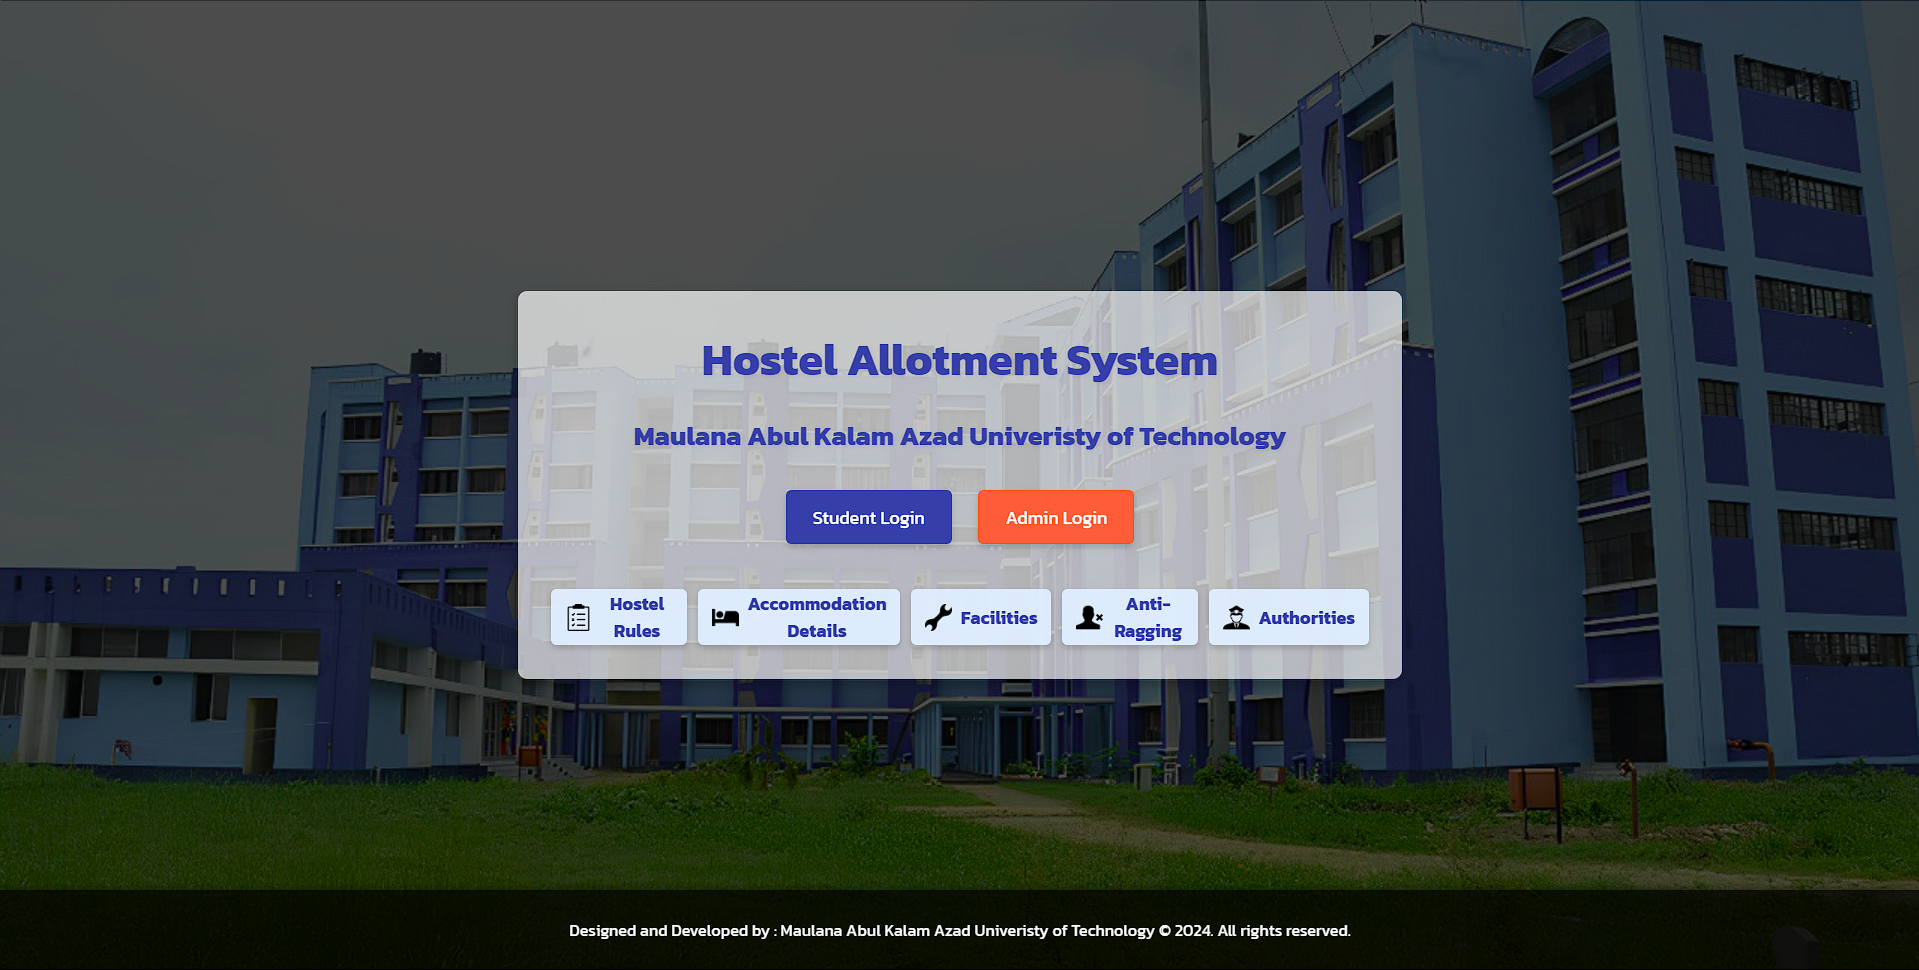 Hostel Allotment System
Maulana Abul Kalam Azad Univeristy of Technology
Student Login
Admin Login
Hostel
Rules
Accommodation
Details
Facilities
Anti-
Ragging
Authorities
Designed and Developed by : Maulana Abul Kalam Azad Univeristy of Technology © 2024. All rights reserved.